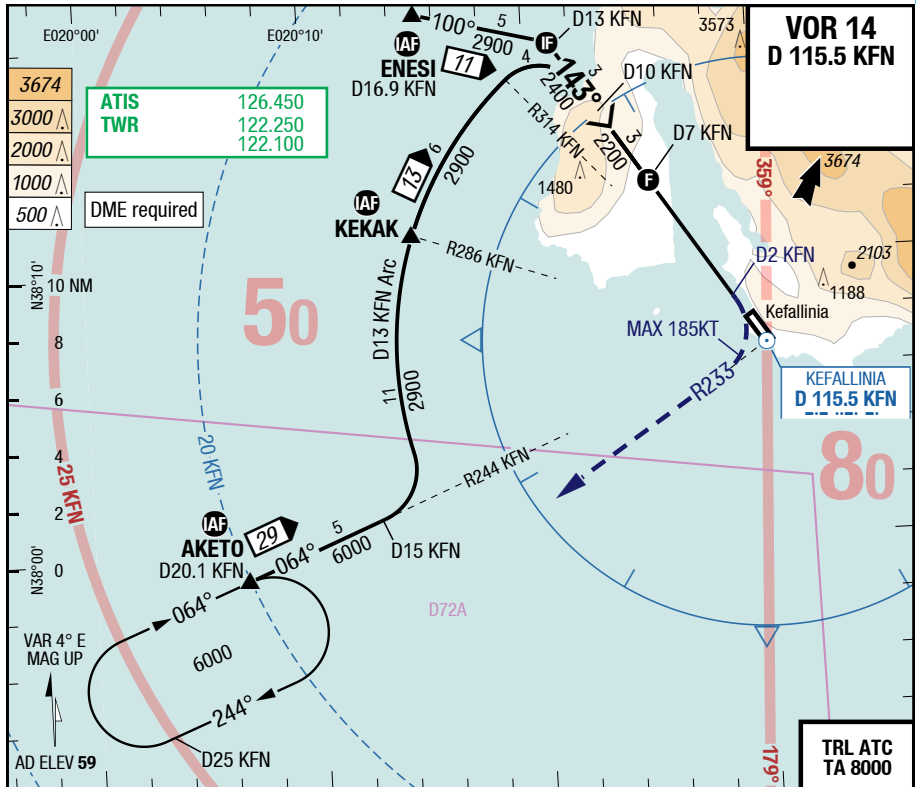 VOR 14
D 115.5 KFN
E020°00'
E020°10'
100°
5
2900
IF
D13 KFN
3573
IAF
ENESI
D16.9 KFN
11
4
2400
3
143°
D10 KFN
3674
3000
2000
1000
500
ATIS 126.450
TWR 122.250
122.100
DME required
R314 KFN
3
2200
D7 KFN
F
1480
359°
3674
13
6
2900
IAF
KEKAK
R286 KFN
D2 KFN
2103
1188
Kefallinia
N38°10'
10 NM
8
6
4
2
0
N38°00'
50
D13 KFN Arc
11
2900
MAX 185KT
R233
KEFALLINIA
D 115.5 KFN
80
25 KFN
20 KFN
R244 KFN
IAF
AKETO
D20.1 KFN
29
064°
5
6000
D15 KFN
064°
6000
244°
D25 KFN
D72A
VAR 4° E
MAG UP
AD ELEV 59
179°
TRL ATC
TA 8000